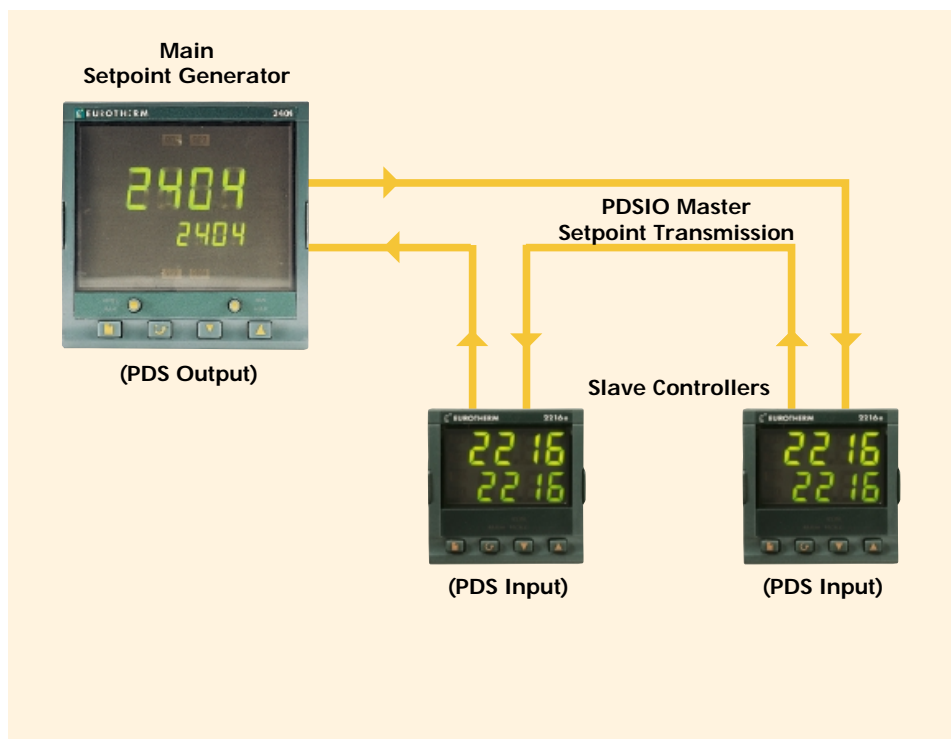 Main
Setpoint Generator
EUROTHERM
2404
2404
2404
(PDS Output)
PDSIO Master
Setpoint Transmission
Slave Controllers
EUROTHERM 2216e
2216
2216
(PDS Input)
EUROTHERM 2216e
2216
2216
(PDS Input)